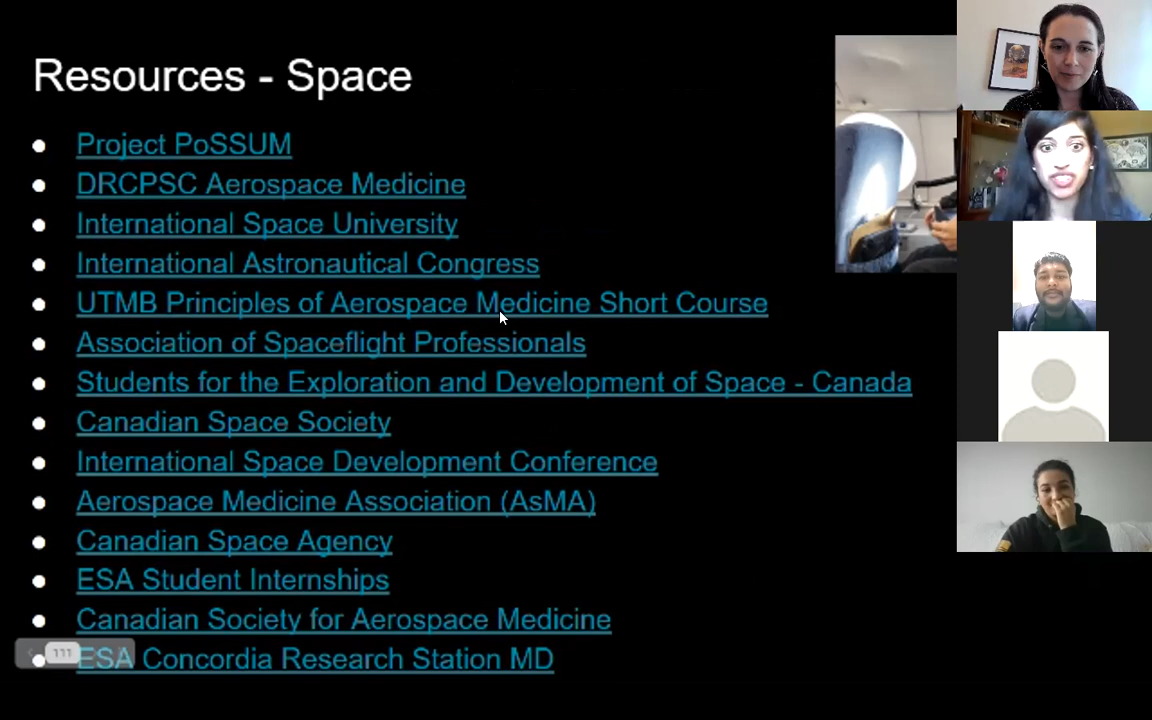 Resources - Space
Project PoSSUM
DRCPSC Aerospace Medicine
International Space University
International Astronautical Congress
UTMB Principles of Aerospace Medicine Short Course
Association of Spaceflight Professionals
Students for the Exploration and Development of Space - Canada
Canadian Space Society
International Space Development Conference
Aerospace Medicine Association (AsMA)
Canadian Space Agency
ESA Student Internships
Canadian Society for Aerospace Medicine
111
ESA Concordia Research Station MD